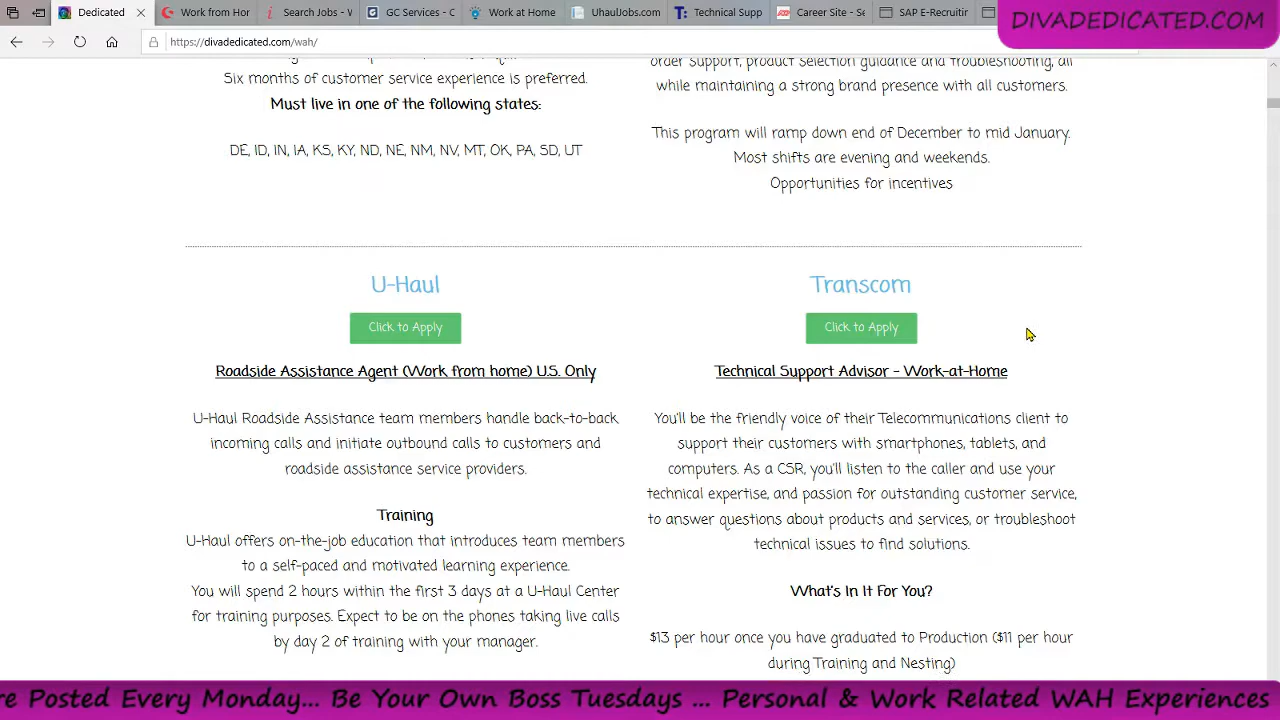 Dedicated
Work from Hor
Search Jobs - W
GC Services - C
Work at Home
UhaulJobs.com
Technical Supp
Career Site -
SAP E-Recruitir
DIVADEDICATED.COM
https://divadedicated.com/wah/
Six months of customer service experience is preferred.
Must live in one of the following states:
DE, ID, IN, IA, KS, KY, ND, NE, NM, NV, MT, OK, PA, SD, UT
order support, product selection guidance and troubleshooting, all
while maintaining a strong brand presence with all customers.
This program will ramp down end of December to mid January.
Most shifts are evening and weekends.
Opportunities for incentives
U-Haul
Click to Apply
Roadside Assistance Agent (Work from home) U.S. Only
U-Haul Roadside Assistance team members handle back-to-back
incoming calls and initiate outbound calls to customers and
roadside assistance service providers.
Training
U-Haul offers on-the-job education that introduces team members
to a self-paced and motivated learning experience.
You will spend 2 hours within the first 3 days at a U-Haul Center
for training purposes. Expect to be on the phones taking live calls
by day 2 of training with your manager.
Transcom
Click to Apply
Technical Support Advisor - Work-at-Home
You'll be the friendly voice of their Telecommunications client to
support their customers with smartphones, tablets, and
computers. As a CSR, you'll listen to the caller and use your
technical expertise, and passion for outstanding customer service,
to answer questions about products and services, or troubleshoot
technical issues to find solutions.
What's In It For You?
$13 per hour once you have graduated to Production ($11 per hour
during Training and Nesting)
re Posted Every Monday... Be Your Own Boss Tuesdays ... Personal & Work Related WAH Experiences